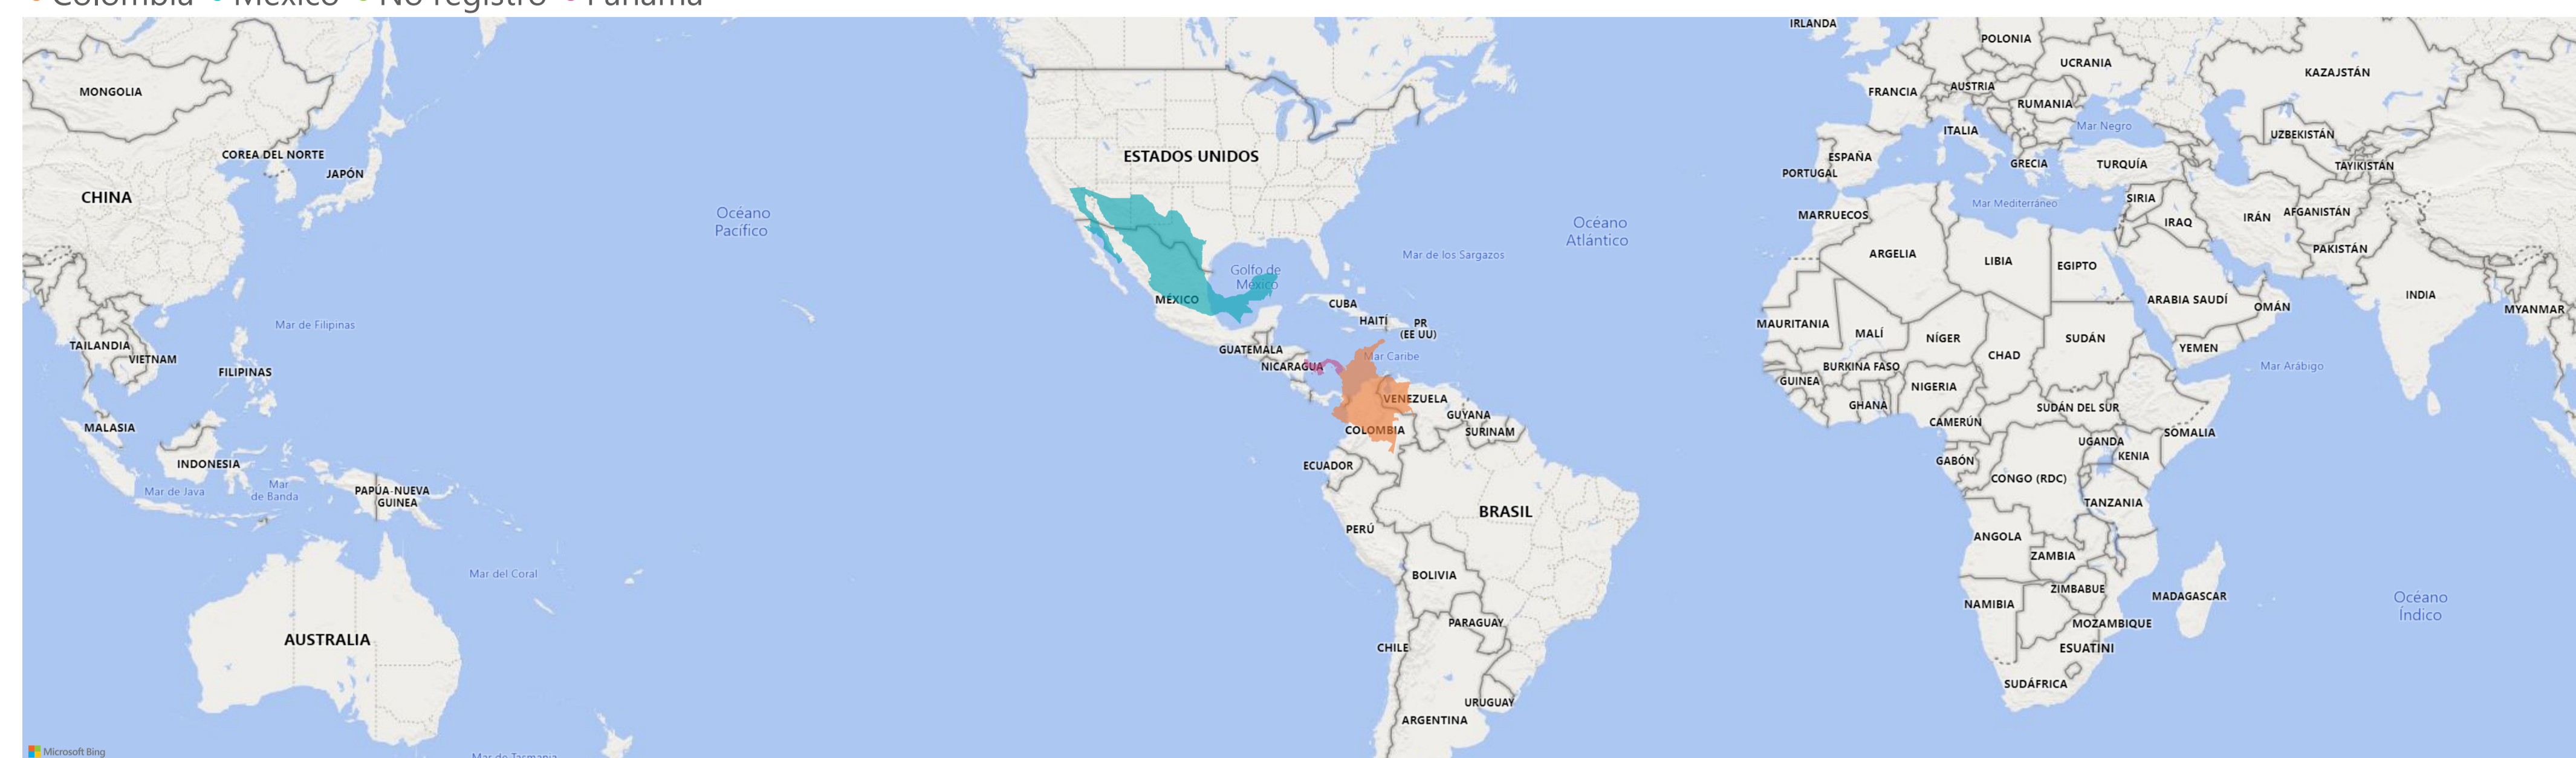 Colombia México No registro Panamá
IRLANDA
POLONIA
UCRANIA
KAZAJSTÁN
MONGOLIA
FRANCIA
AUSTRIA
RUMANIA
Mar Negro
ITALIA
UZBEKISTÁN
COREA DEL NORTE
JAPÓN
ESTADOS UNIDOS
ESPAÑA
GRECIA
TURQUÍA
TAYIKISTÁN
PORTUGAL
CHINA
SIRIA
Mar Mediterráneo
Océano
Pacífico
MARRUECOS
IRAQ
IRÁN
AFGANISTÁN
Océano
Atlántico
PAKISTÁN
Mar de los Sargazos
ARGELIA
LIBIA
EGIPTO
Golfo de
México
MÉXICO
CUBA
ARABIA SAUDÍ
OMÁN
INDIA
MYANMAR
Mar de Filipinas
HAITÍ
PR
(EE UU)
MAURITANIA
MALÍ
NÍGER
SUDÁN
TAILANDIA
VIETNAM
GUATEMALA
Mar Caribe
CHAD
YEMEN
FILIPINAS
NICARAGUA
BURKINA FASO
Mar Arábigo
GUINEA
NIGERIA
VENEZUELA
GHANA
SUDÁN DEL SUR
GUYANA
CAMERÚN
MALASIA
COLOMBIA
SURINAM
SOMALIA
UGANDA
KENIA
INDONESIA
ECUADOR
GABÓN
CONGO (RDC)
Mar de Java
Mar
de Banda
PAPÚA-NUEVA
GUINEA
TANZANIA
BRASIL
PERÚ
ANGOLA
ZAMBIA
Mar del Coral
BOLIVIA
ZIMBABUE
MADAGASCAR
NAMIBIA
Océano
Índico
PARAGUAY
MOZAMBIQUE
AUSTRALIA
CHILE
ESUATINI
SUDÁFRICA
URUGUAY
ARGENTINA
Microsoft Bing
Mar de Tasmania